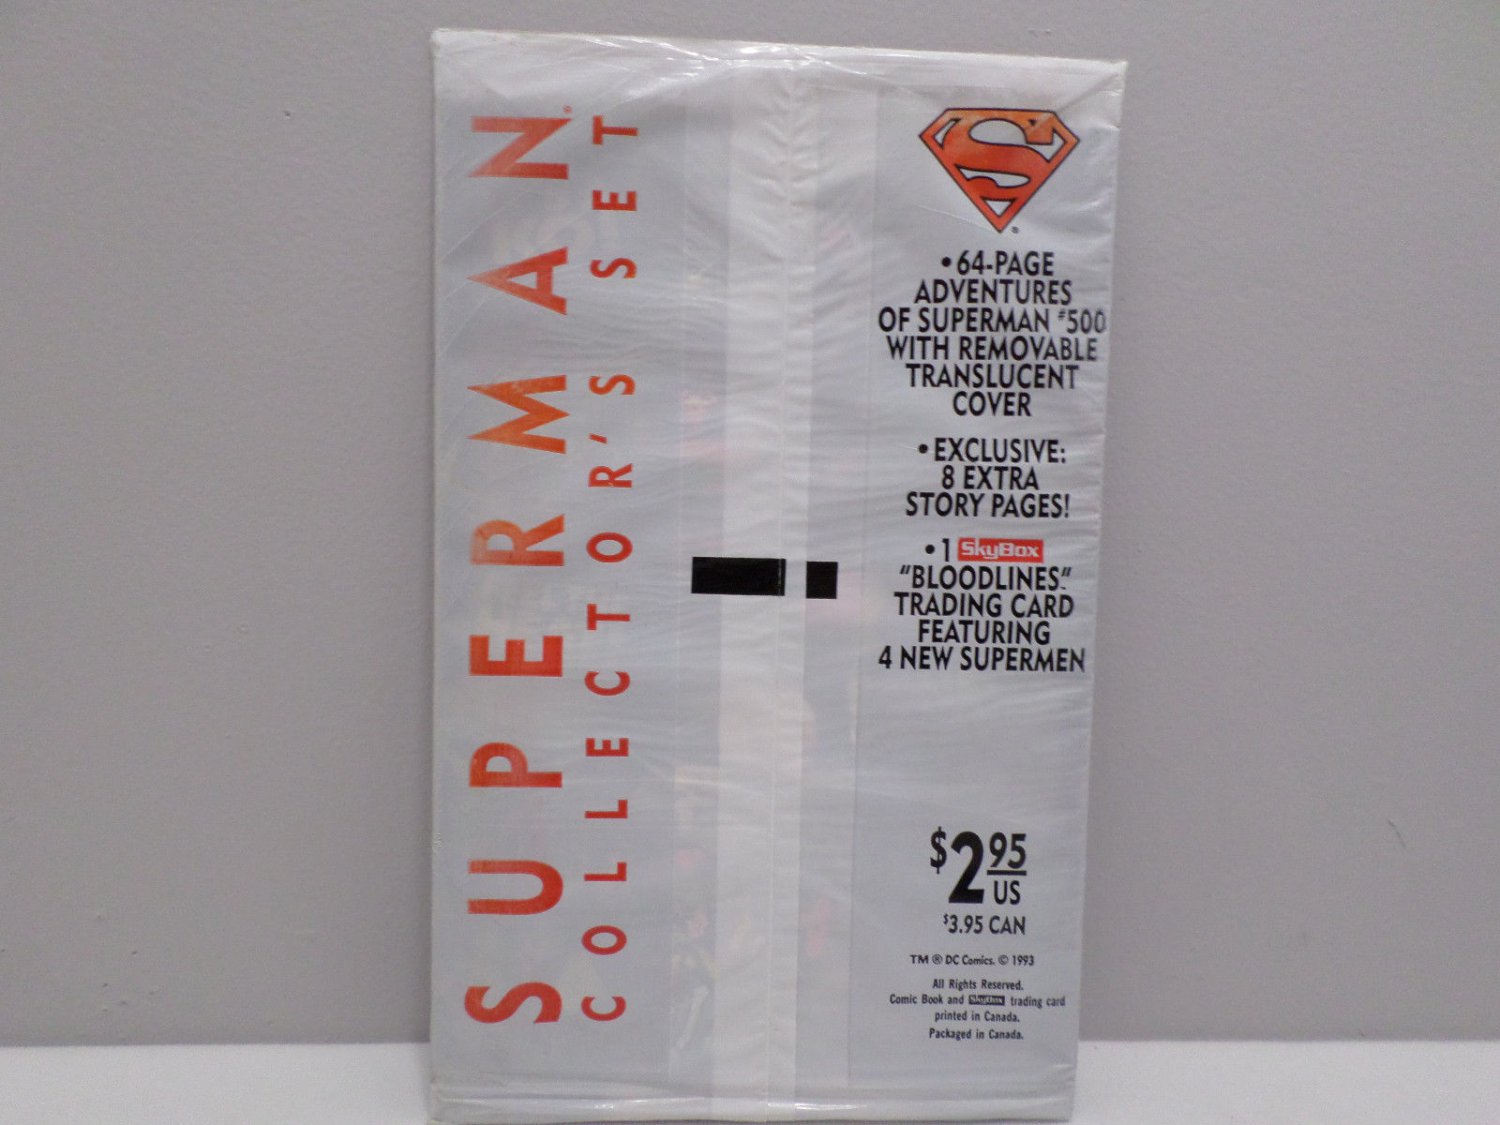 SUPERMAN®
COLLECTOR'S SET
S®
• 64-PAGE
ADVENTURES
OF SUPERMAN #500
WITH REMOVABLE
TRANSLUCENT
COVER
• EXCLUSIVE:
8 EXTRA
STORY PAGES!
• 1 SkyBox
"BLOODLINES"™
TRADING CARD
FEATURING
4 NEW SUPERMEN
$2.95
US
$3.95 CAN
TM ® DC Comics. © 1993
All Rights Reserved.
Comic Book and SkyBox trading card
printed in Canada.
Packaged in Canada.